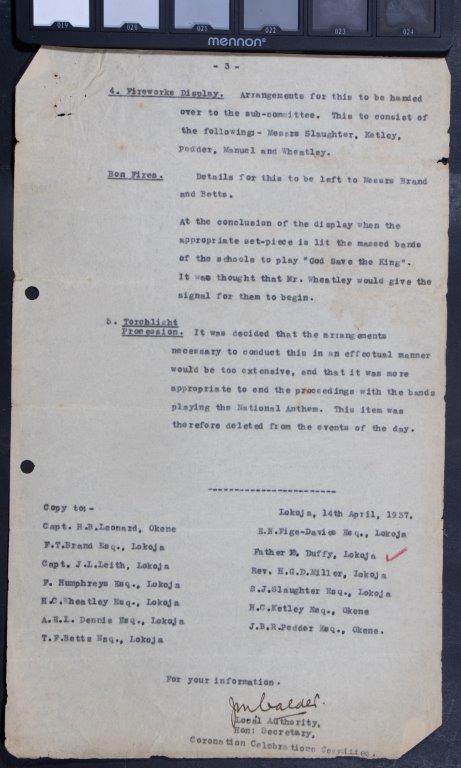 019 020 021 022 023 024
mennon
- 3 -
4. Fireworks Display. Arrangements for this to be handed
over to the sub-committee. This to consist of
the following:- Messrs Slaughter, Ketley,
Pedder, Manuel and Wheatley.
Bon Fires. Details for this to be left to Messrs Brand
and Betts.
At the conclusion of the display when the
appropriate set-piece is lit the massed bands
of the schools to play "God Save the King".
It was thought that Mr. Wheatley would give the
signal for them to begin.
5. Torchlight
Procession. It was decided that the arrangements
necessary to conduct this in an effectual manner
would be too extensive, and that it was more
appropriate to end the proceedings with the bands
playing the National Anthem. This item was
therefore deleted from the events of the day.
Copy to:-
Capt. H.B.Leonard, Okene
F.T.Brand Esq., Lokoja
Capt. J.L.Leith, Lokoja
F. Humphreys Esq., Lokoja
H.C.Wheatley Esq., Lokoja
A.H.L. Dennis Esq., Lokoja
T.F.Betts Esq., Lokoja
Lokoja, 14th April, 1937.
H.N.Fige-Davies Esq., Lokoja
Father E. Duffy, Lokoja
Rev. H.G.D.Miller, Lokoja
S.J.Slaughter Esq., Lokoja
H.C.Ketley Esq., Okene
J.B.R.Pedder Esq., Okene.
For your information.
Local Authority,
Hon: Secretary,
Coronation Celebrations Committee.